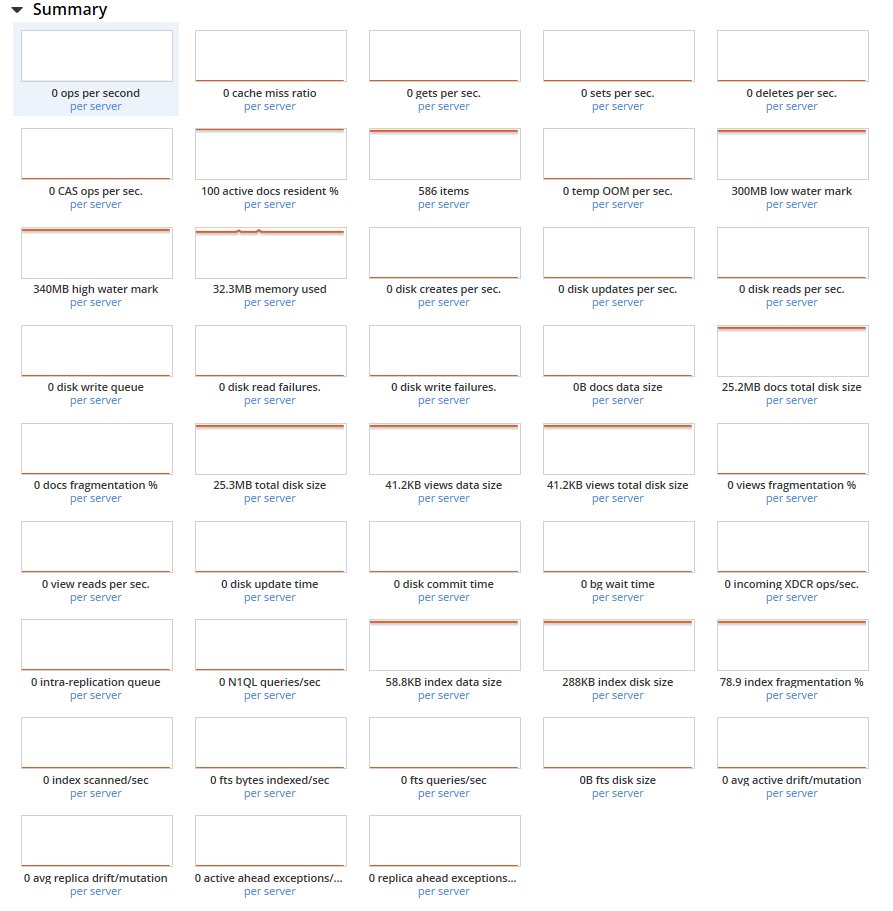 Summary
0 ops per second
per server
0 cache miss ratio
per server
0 gets per sec.
per server
0 sets per sec.
per server
0 deletes per sec.
per server
0 CAS ops per sec.
per server
100 active docs resident %
per server
586 items
per server
0 temp OOM per sec.
per server
300MB low water mark
per server
340MB high water mark
per server
32.3MB memory used
per server
0 disk creates per sec.
per server
0 disk updates per sec.
per server
0 disk reads per sec.
per server
0 disk write queue
per server
0 disk read failures.
per server
0 disk write failures.
per server
0B docs data size
per server
25.2MB docs total disk size
per server
0 docs fragmentation %
per server
25.3MB total disk size
per server
41.2KB views data size
per server
41.2KB views total disk size
per server
0 views fragmentation %
per server
0 view reads per sec.
per server
0 disk update time
per server
0 disk commit time
per server
0 bg wait time
per server
0 incoming XDCR ops/sec.
per server
0 intra-replication queue
per server
0 N1QL queries/sec
per server
58.8KB index data size
per server
288KB index disk size
per server
78.9 index fragmentation %
per server
0 index scanned/sec
per server
0 fts bytes indexed/sec
per server
0 fts queries/sec
per server
0B fts disk size
per server
0 avg active drift/mutation
per server
0 avg replica drift/mutation
per server
0 active ahead exceptions/...
per server
0 replica ahead exceptions...
per server